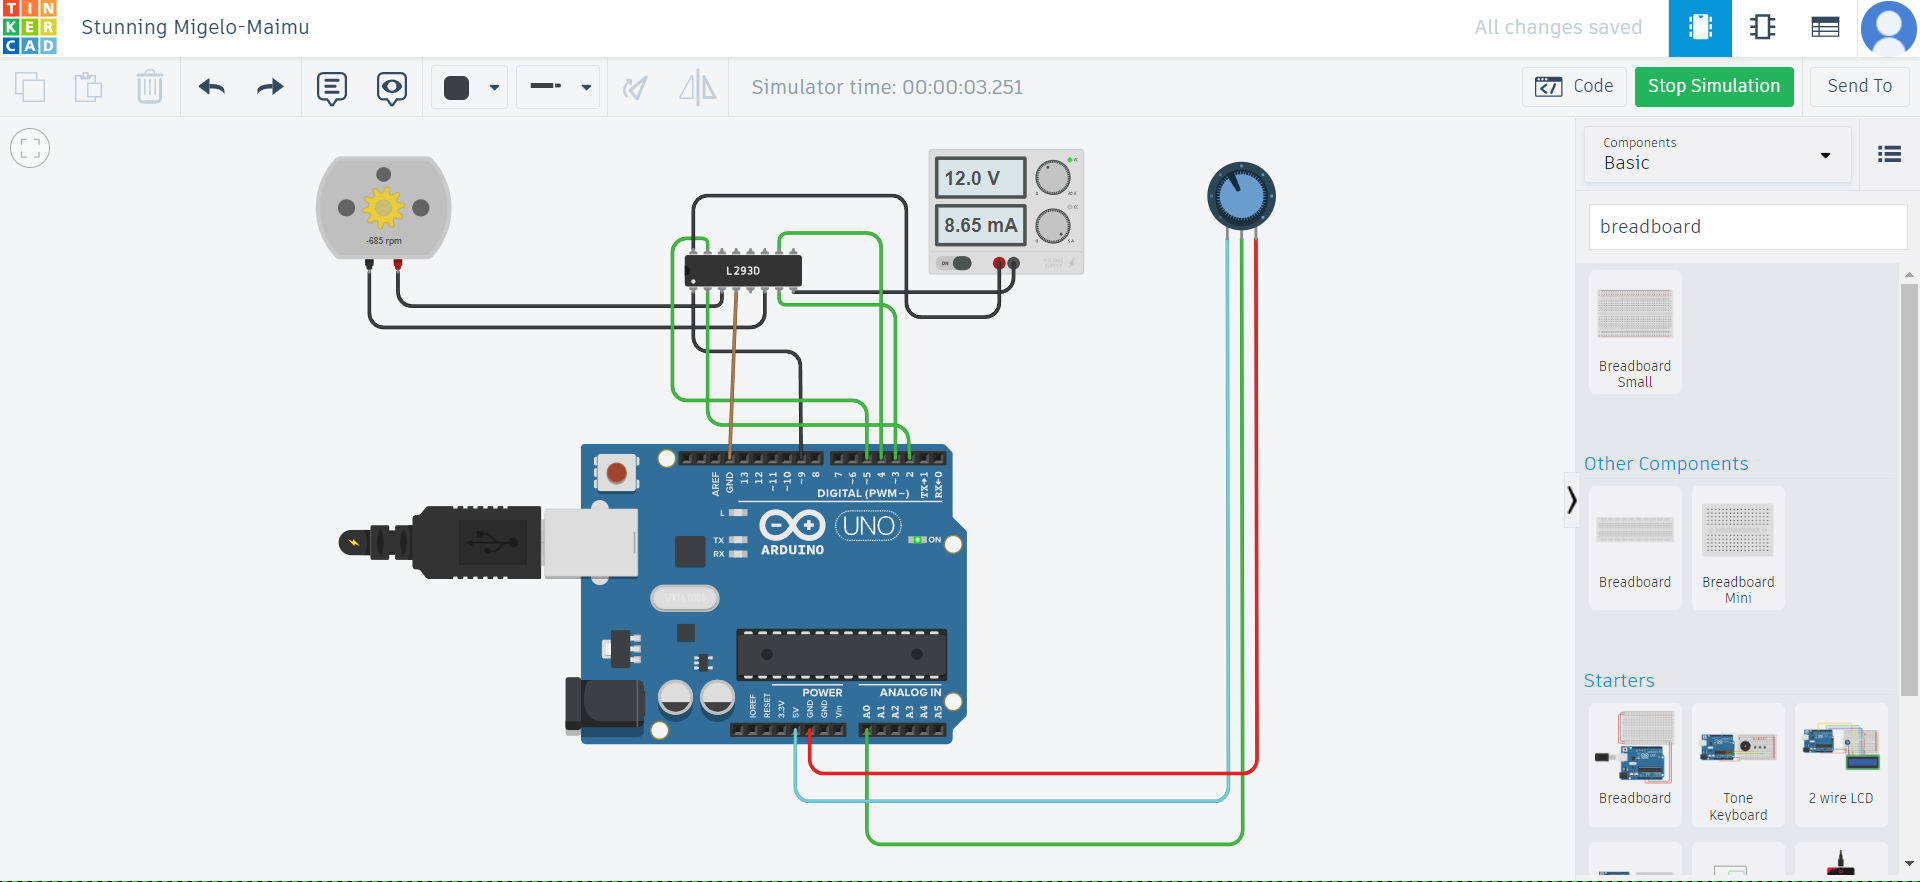 TINKERCAD
Stunning Migelo-Maimu
All changes saved
Simulator time: 00:00:03.251
Code
Stop Simulation
Send To
Components
Basic
breadboard
Breadboard Small
Other Components
Breadboard
Breadboard Mini
Starters
Breadboard
Tone Keyboard
2 wire LCD
-685 rpm
L293D
12.0 V
8.65 mA
ON
AREF
GND
13
12
~11
~10
~9
8
7
~6
~5
4
~3
2
TX→1
RX←0
DIGITAL (PWM~)
L
TX
RX
ARDUINO
UNO
ON
POWER
ANALOG IN
IOREF
RESET
3.3V
5V
GND
GND
Vin
A0
A1
A2
A3
A4
A5